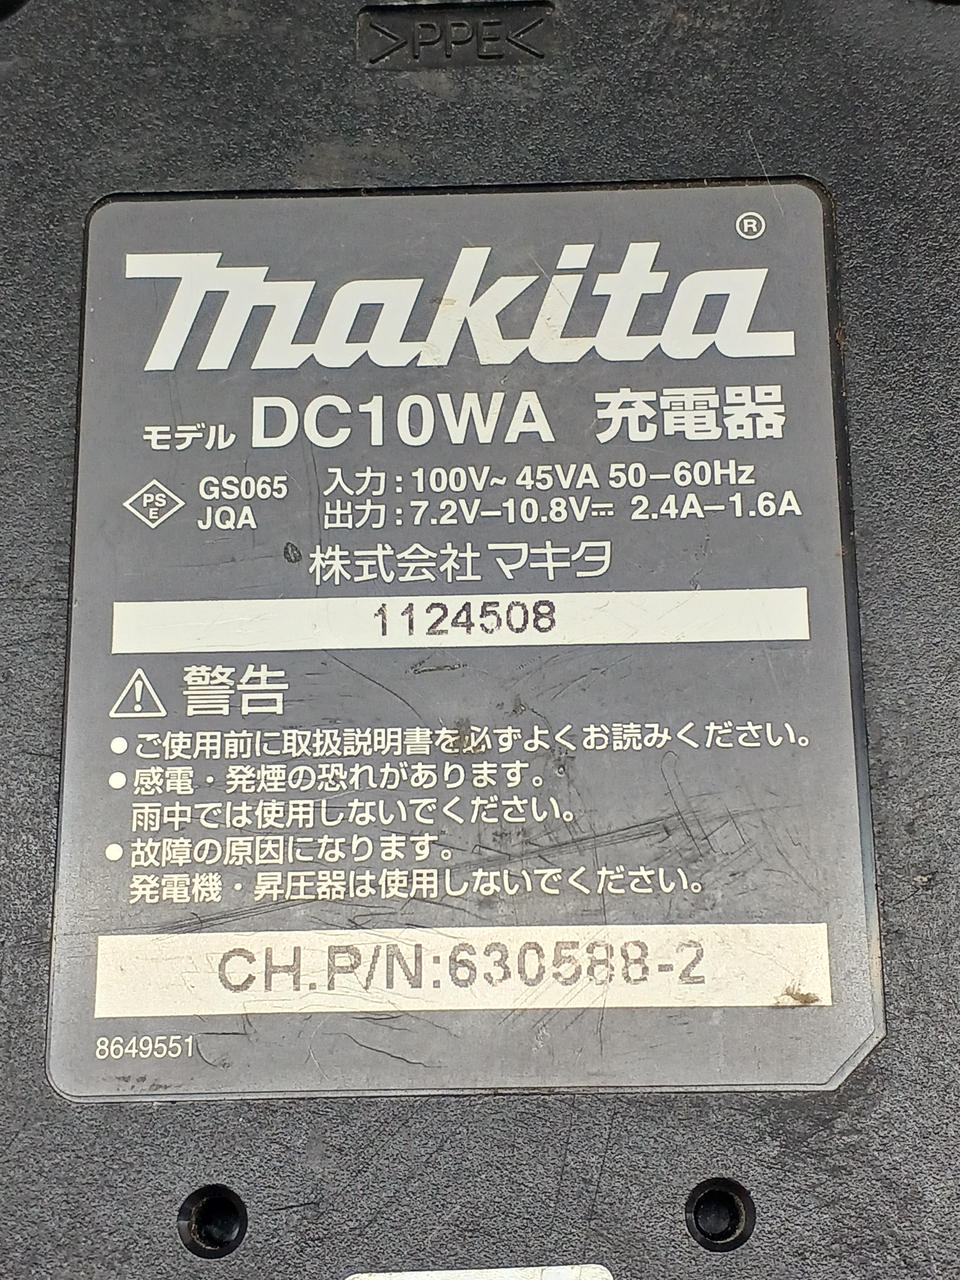 >PPE<
makita®
モデル DC10WA 充電器
PSE GS065 JQA
入力:100V~ 45VA 50−60Hz
出力:7.2V−10.8V⎓ 2.4A−1.6A
株式会社マキタ
1124508
⚠ 警告
●ご使用前に取扱説明書を必ずよくお読みください。
●感電・発煙の恐れがあります。
雨中では使用しないでください。
●故障の原因になります。
発電機・昇圧器は使用しないでください。
CH.P/N:630588-2
8649551